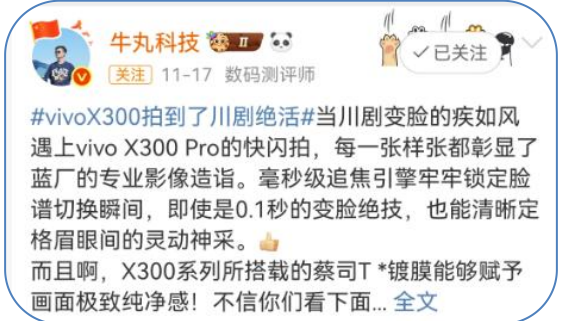 牛丸科技 II
已关注
关注 11-17 数码测评师
#vivoX300拍到了川剧绝活#当川剧变脸的疾如风
遇上vivo X300 Pro的快闪拍，每一张样张都彰显了
蓝厂的专业影像造诣。毫秒级追焦引擎牢牢锁定脸
谱切换瞬间，即使是0.1秒的变脸绝技，也能清晰定
格眉眼间的灵动神采。👍
而且啊，X300系列所搭载的蔡司T *镀膜能够赋予
画面极致纯净感！不信你们看下面... 全文